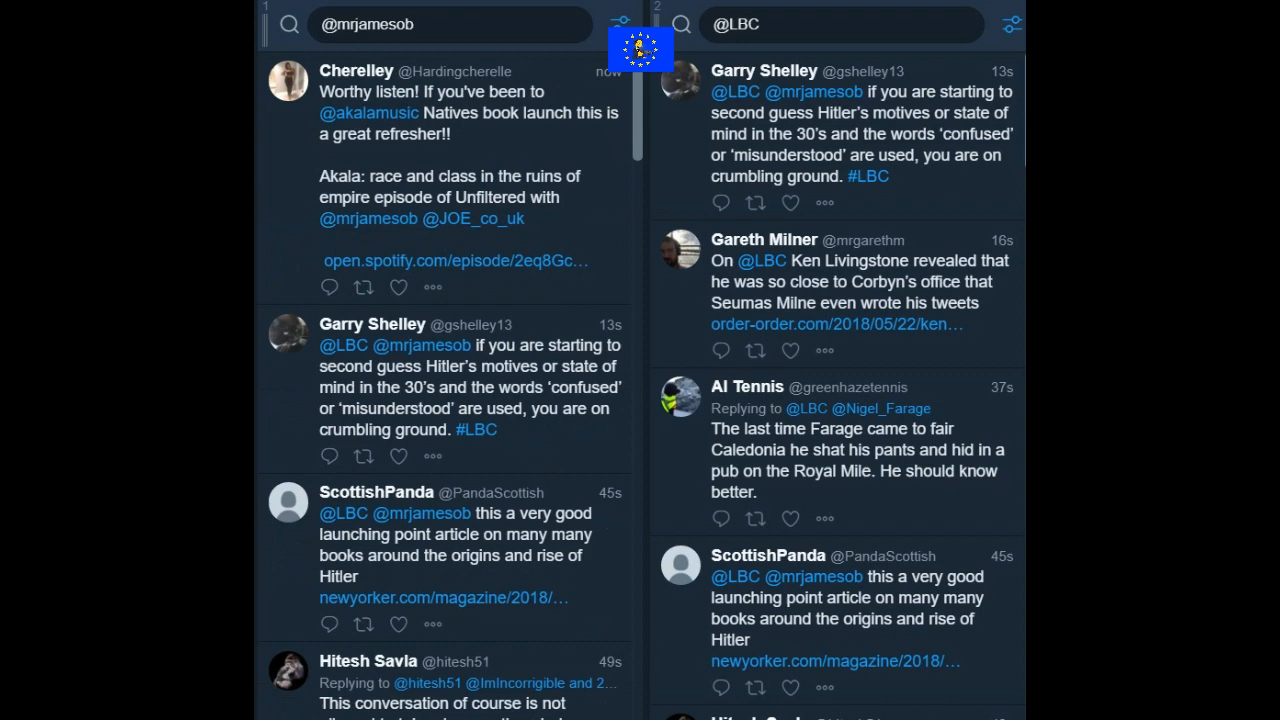 1
@mrjamesob
Cherelley @Hardingcherelle now
Worthy listen! If you've been to
@akalamusic Natives book launch this is
a great refresher!!
Akala: race and class in the ruins of
empire episode of Unfiltered with
@mrjamesob @JOE_co_uk
open.spotify.com/episode/2eq8Gc…
Garry Shelley @gshelley13 13s
@LBC @mrjamesob if you are starting to
second guess Hitler's motives or state of
mind in the 30's and the words 'confused'
or 'misunderstood' are used, you are on
crumbling ground. #LBC
ScottishPanda @PandaScottish 45s
@LBC @mrjamesob this a very good
launching point article on many many
books around the origins and rise of
Hitler
newyorker.com/magazine/2018/…
Hitesh Savla @hitesh51 49s
Replying to @hitesh51 @ImIncorrigible and 2…
This conversation of course is not
2
@LBC
Garry Shelley @gshelley13 13s
@LBC @mrjamesob if you are starting to
second guess Hitler's motives or state of
mind in the 30's and the words 'confused'
or 'misunderstood' are used, you are on
crumbling ground. #LBC
Gareth Milner @mrgarethm 16s
On @LBC Ken Livingstone revealed that
he was so close to Corbyn's office that
Seumas Milne even wrote his tweets
order-order.com/2018/05/22/ken…
Al Tennis @greenhazetennis 37s
Replying to @LBC @Nigel_Farage
The last time Farage came to fair
Caledonia he shat his pants and hid in a
pub on the Royal Mile. He should know
better.
ScottishPanda @PandaScottish 45s
@LBC @mrjamesob this a very good
launching point article on many many
books around the origins and rise of
Hitler
newyorker.com/magazine/2018/…